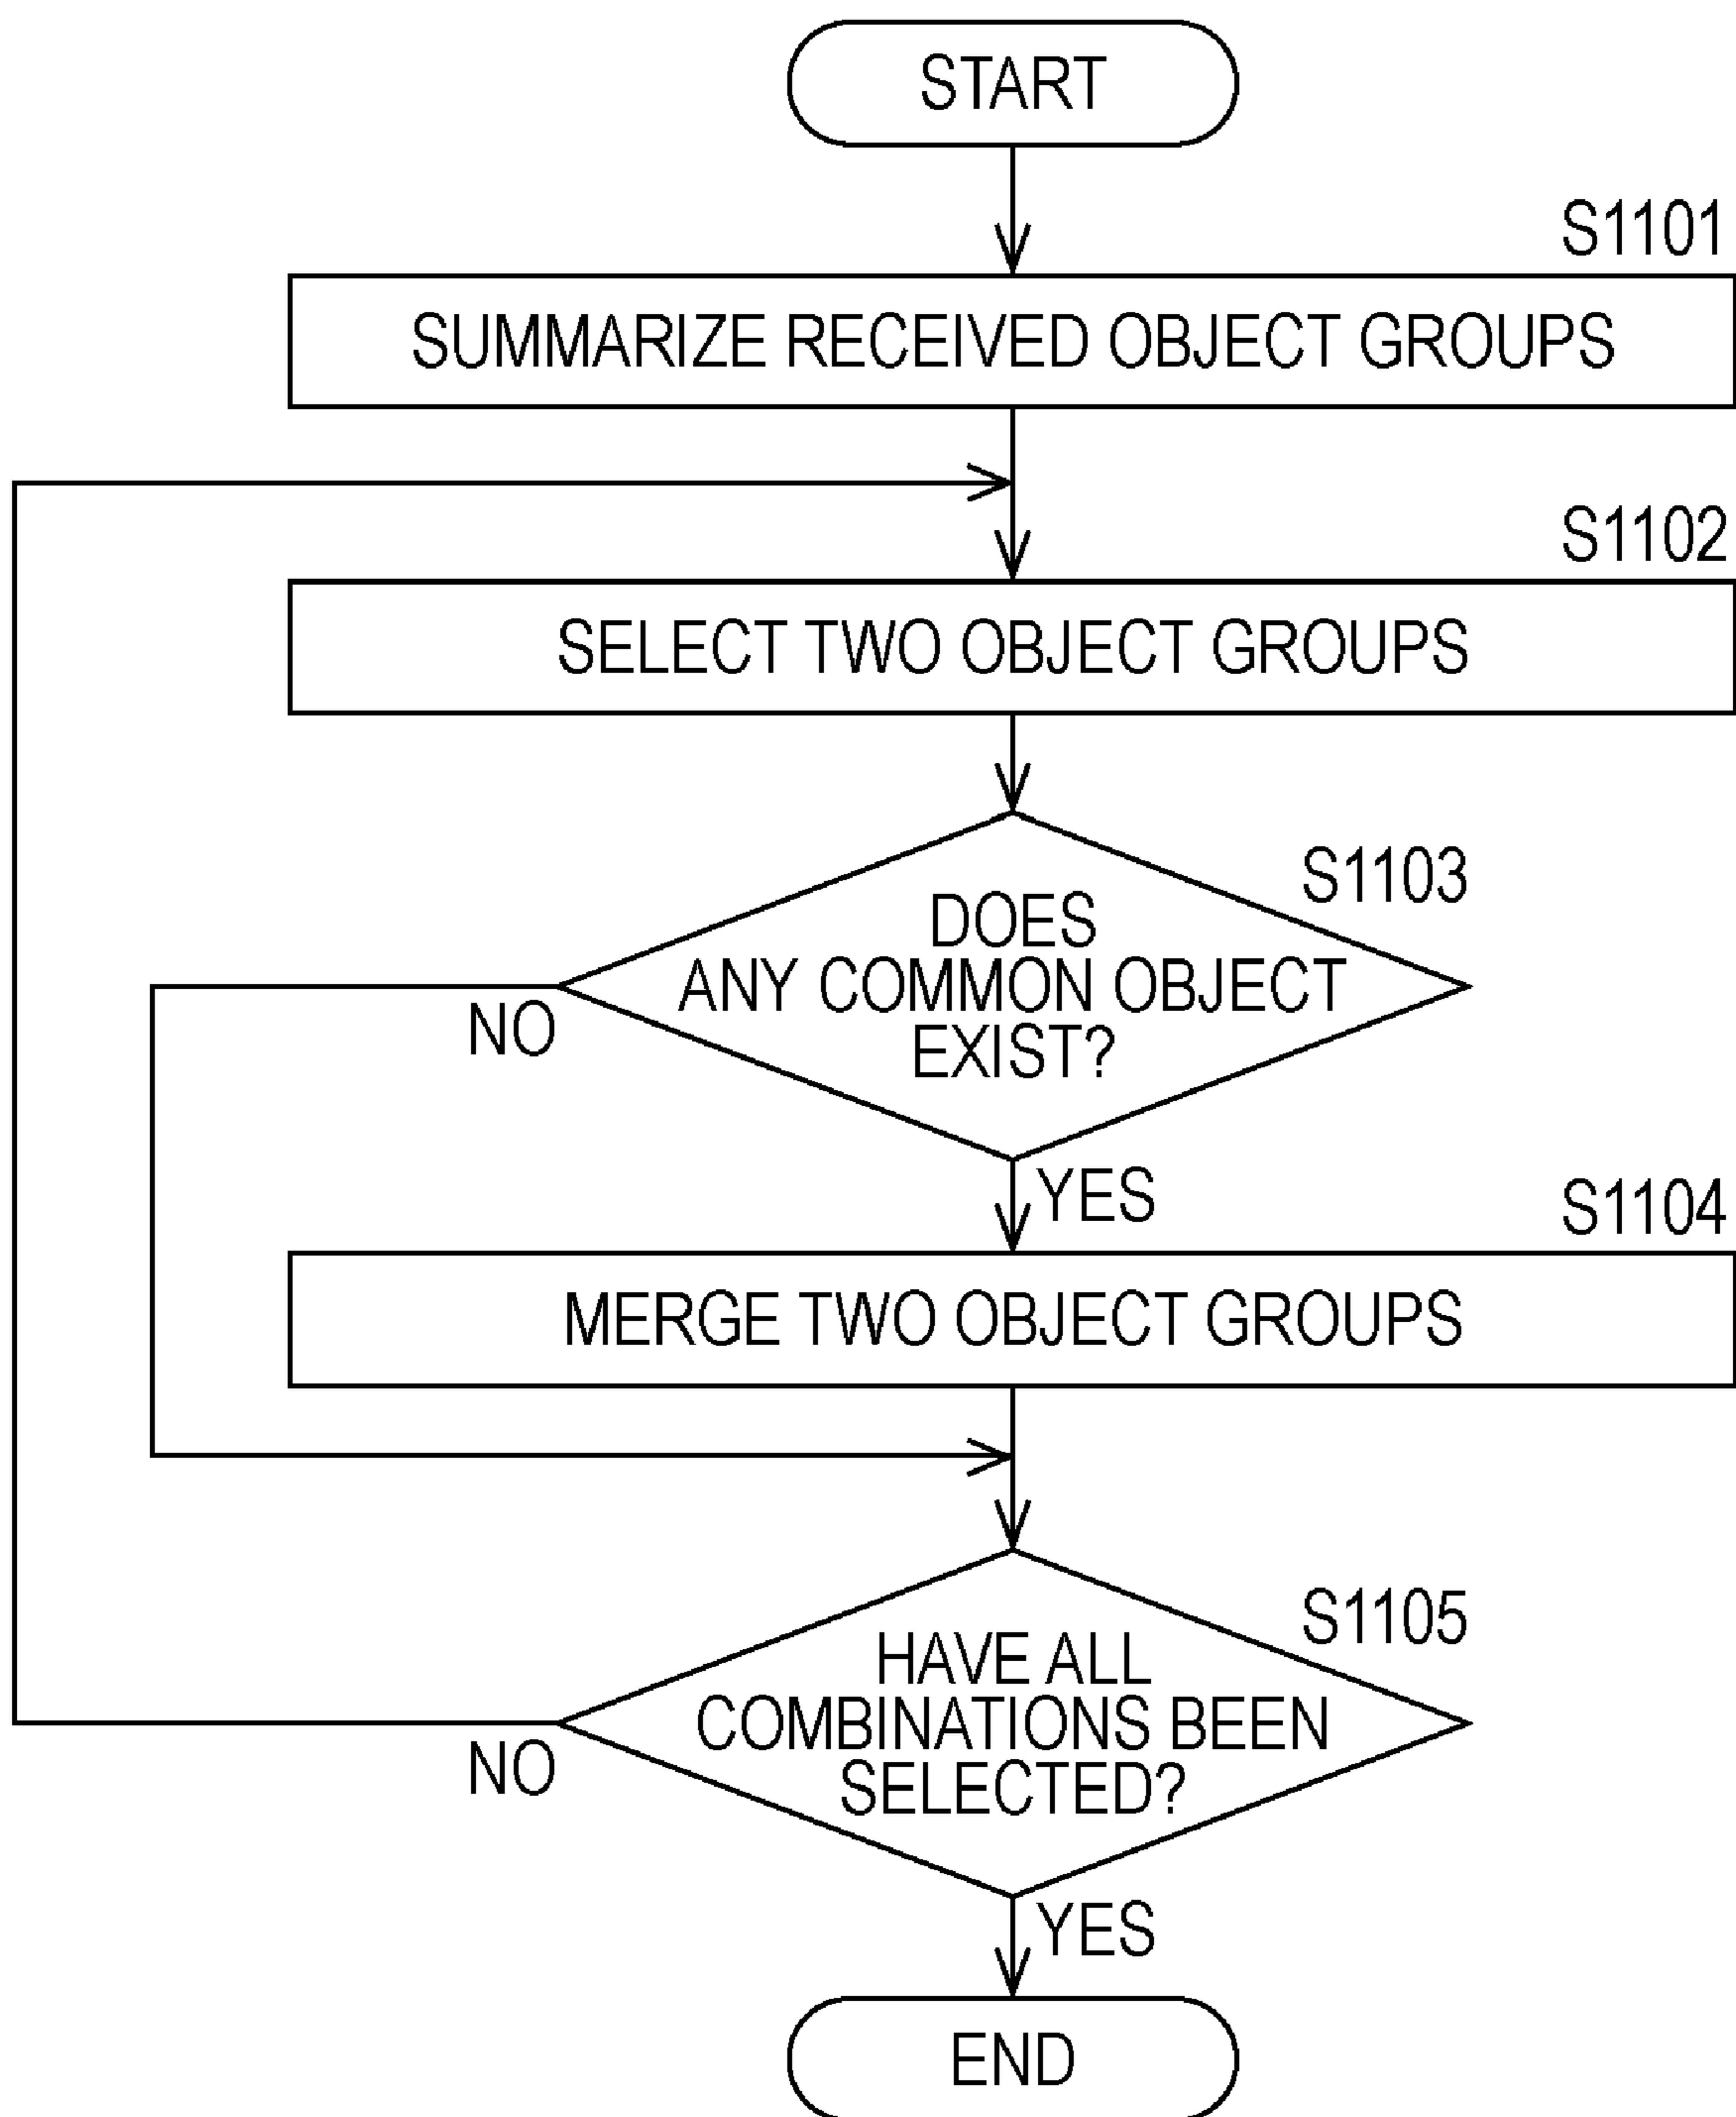 START
S1101
SUMMARIZE RECEIVED OBJECT GROUPS
S1102
SELECT TWO OBJECT GROUPS
S1103
DOES
ANY COMMON OBJECT
EXIST?
NO
YES
S1104
MERGE TWO OBJECT GROUPS
S1105
HAVE ALL
COMBINATIONS BEEN
SELECTED?
NO
YES
END